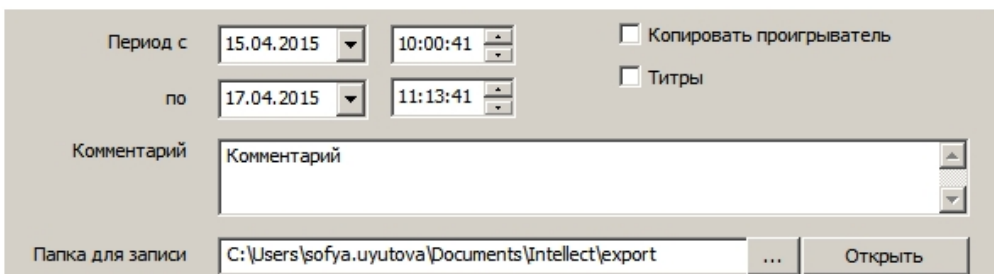 Период с 15.04.2015 10:00:41 Копировать проигрыватель
Титры
по 17.04.2015 11:13:41
Комментарий Комментарий
Папка для записи C:\Users\sofya.uyutova\Documents\Intellect\export ... Открыть